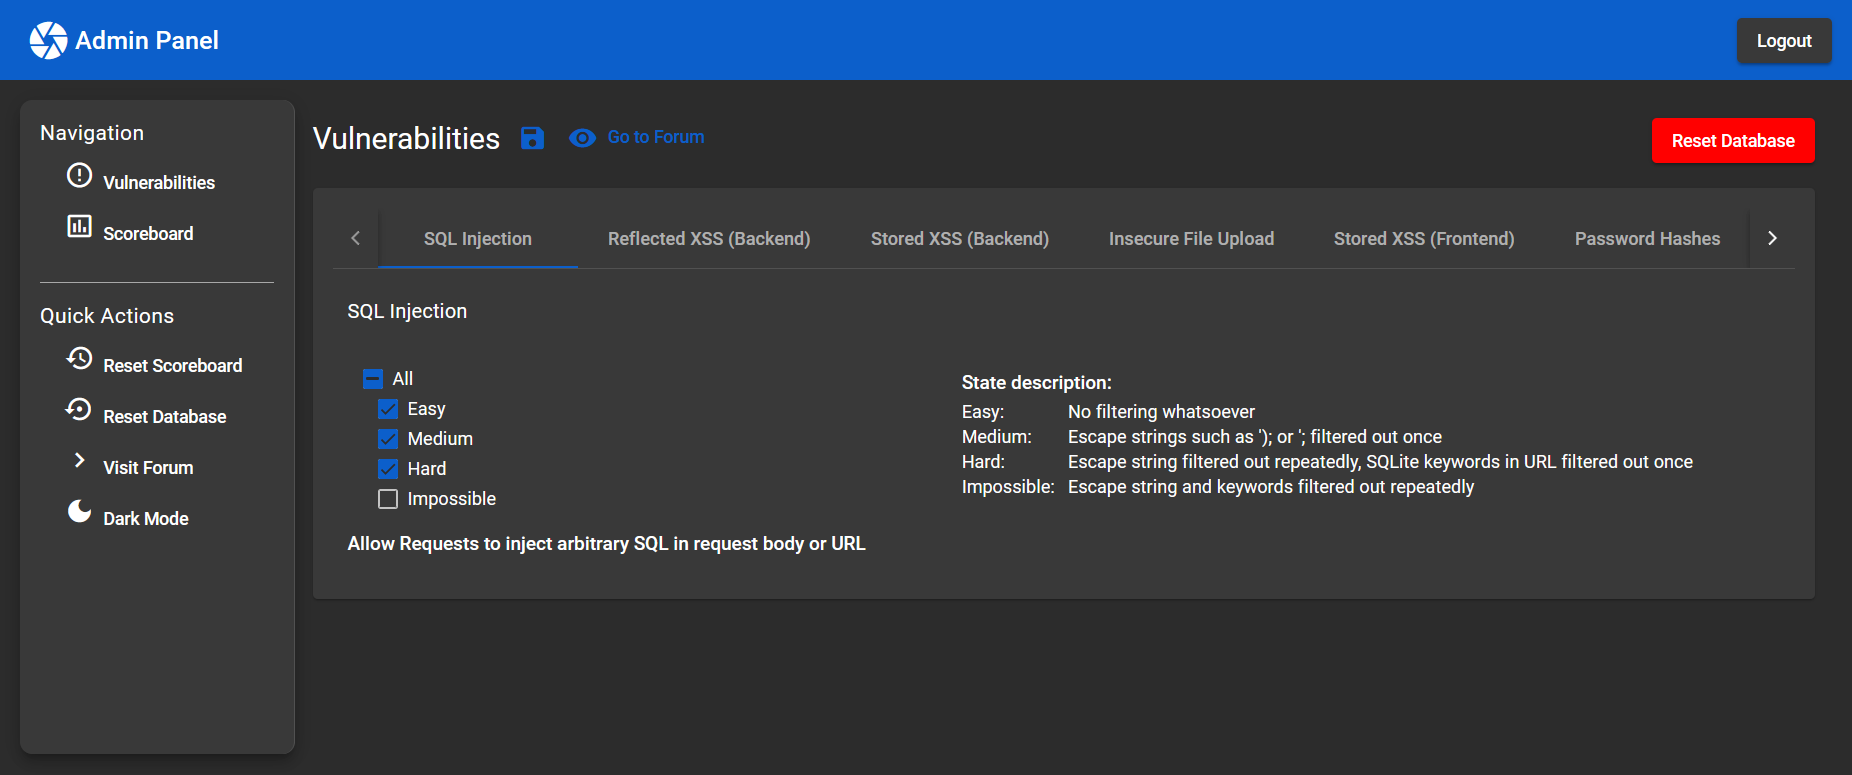 Admin Panel
Logout
Navigation
Vulnerabilities
Scoreboard
Quick Actions
Reset Scoreboard
Reset Database
Visit Forum
Dark Mode
Vulnerabilities
Go to Forum
Reset Database
SQL Injection
Reflected XSS (Backend)
Stored XSS (Backend)
Insecure File Upload
Stored XSS (Frontend)
Password Hashes
SQL Injection
All
Easy
Medium
Hard
Impossible
Allow Requests to inject arbitrary SQL in request body or URL
State description:
Easy: No filtering whatsoever
Medium: Escape strings such as '); or '; filtered out once
Hard: Escape string filtered out repeatedly, SQLite keywords in URL filtered out once
Impossible: Escape string and keywords filtered out repeatedly